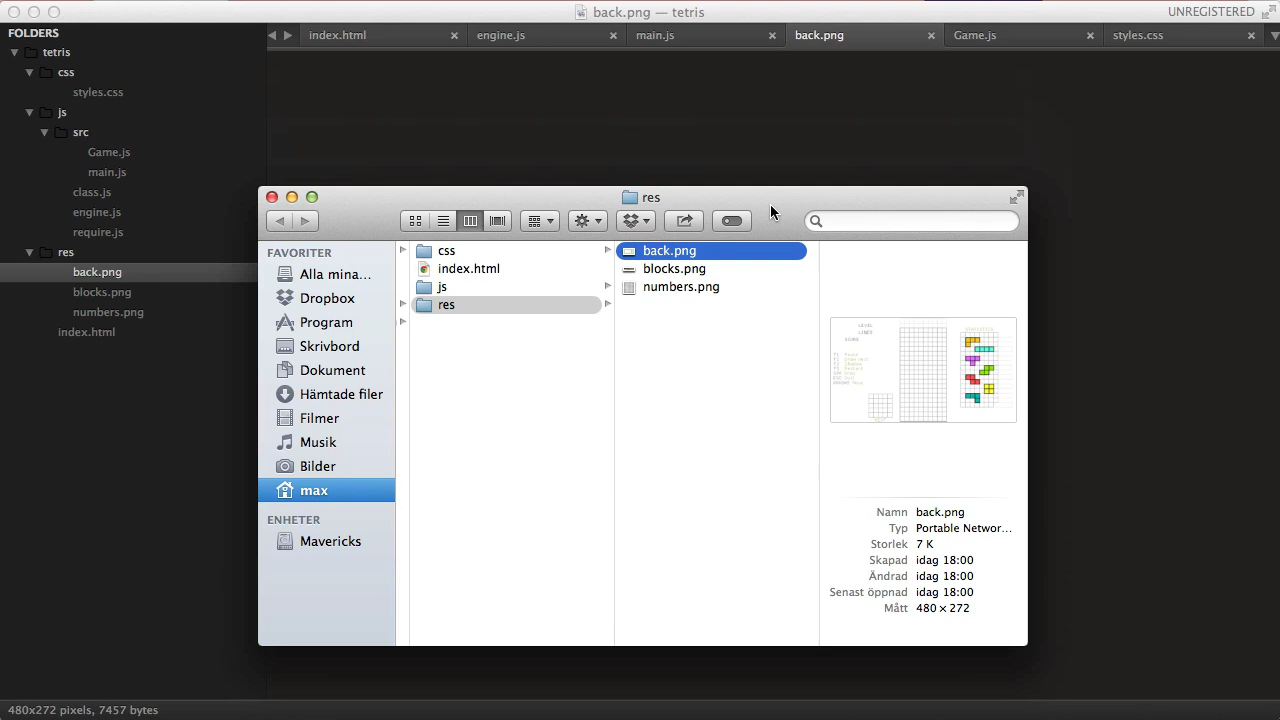 back.png — tetris
UNREGISTERED
FOLDERS
tetris
css
styles.css
js
src
Game.js
main.js
class.js
engine.js
require.js
res
back.png
blocks.png
numbers.png
index.html
index.html
engine.js
main.js
back.png
Game.js
styles.css
res
FAVORITER
Alla mina...
Dropbox
Program
Skrivbord
Dokument
Hämtade filer
Filmer
Musik
Bilder
max
ENHETER
Mavericks
css
index.html
js
res
back.png
blocks.png
numbers.png
LEVEL
LINES
SCORE
STATISTICS
Namn back.png
Typ Portable Networ...
Storlek 7 K
Skapad idag 18:00
Ändrad idag 18:00
Senast öppnad idag 18:00
Mått 480 × 272
480x272 pixels, 7457 bytes